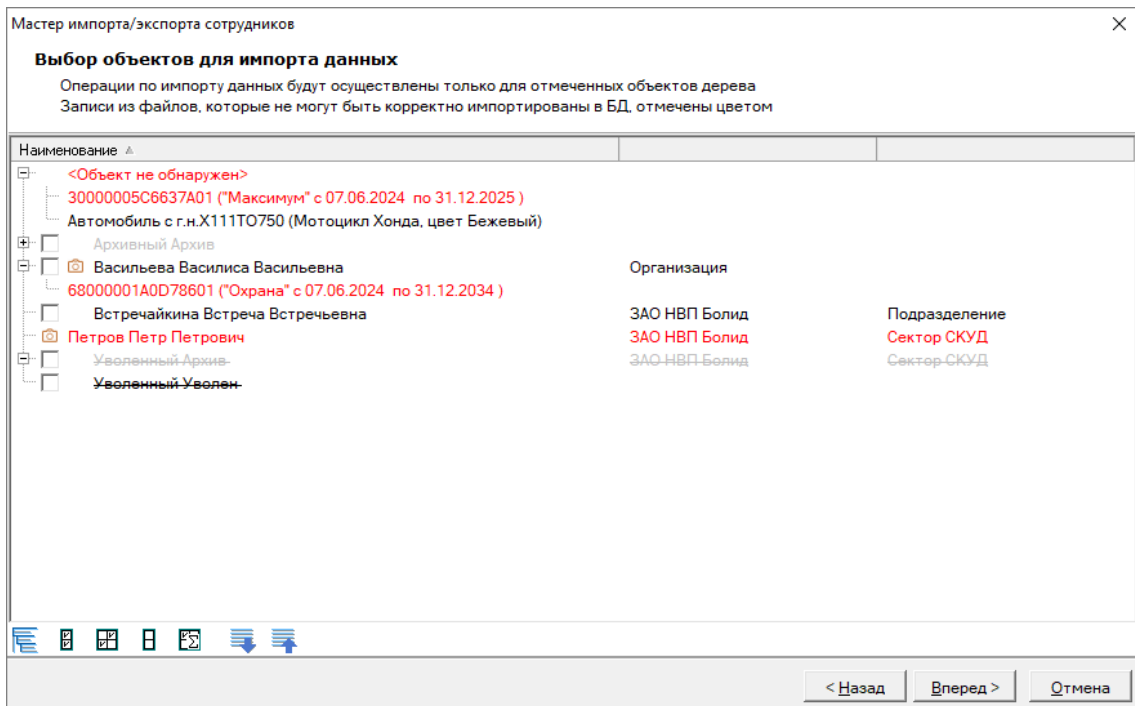 Мастер импорта/экспорта сотрудников
Выбор объектов для импорта данных
Операции по импорту данных будут осуществлены только для отмеченных объектов дерева
Записи из файлов, которые не могут быть корректно импортированы в БД, отмечены цветом
Наименование
<Объект не обнаружен>
30000005C6637A01 ("Максимум" с 07.06.2024 по 31.12.2025 )
Автомобиль с г.н.Х111ТО750 (Мотоцикл Хонда, цвет Бежевый)
Архивный Архив
Васильева Василиса Васильевна Организация
68000001A0D78601 ("Охрана" с 07.06.2024 по 31.12.2034 )
Встречайкина Встреча Встречьевна ЗАО НВП Болид Подразделение
Петров Петр Петрович ЗАО НВП Болид Сектор СКУД
Уволенный Архив ЗАО НВП Болид Сектор СКУД
Уволенный Уволен
< Назад Вперед > Отмена